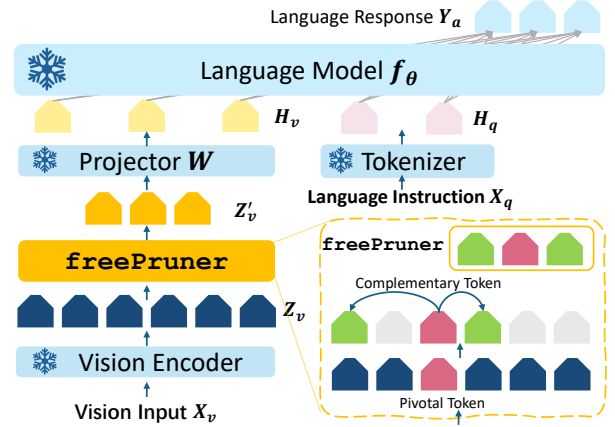 Language Response Y_a
Language Model f_θ
H_v
H_q
Projector W
Tokenizer
Language Instruction X_q
Z'_v
freePruner
freePruner
Complementary Token
Z_v
Vision Encoder
Pivotal Token
Vision Input X_v